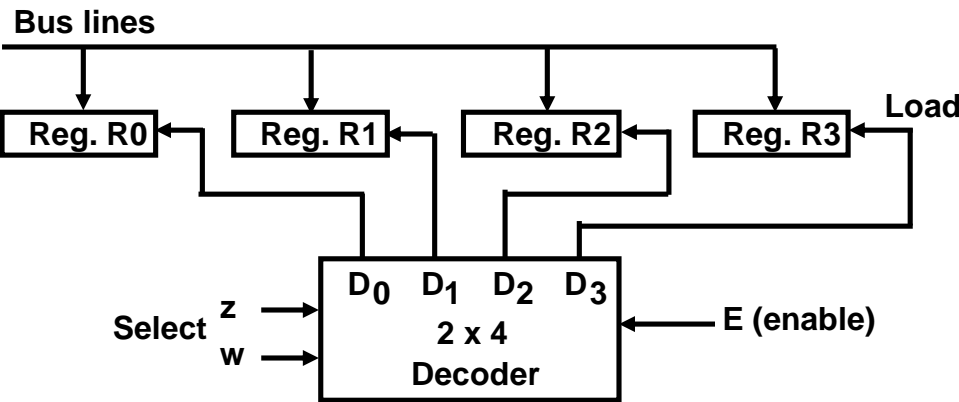 Bus lines
Reg. R0 Reg. R1 Reg. R2 Reg. R3 Load
D0 D1 D2 D3
Select z
w
2 x 4
Decoder
E (enable)